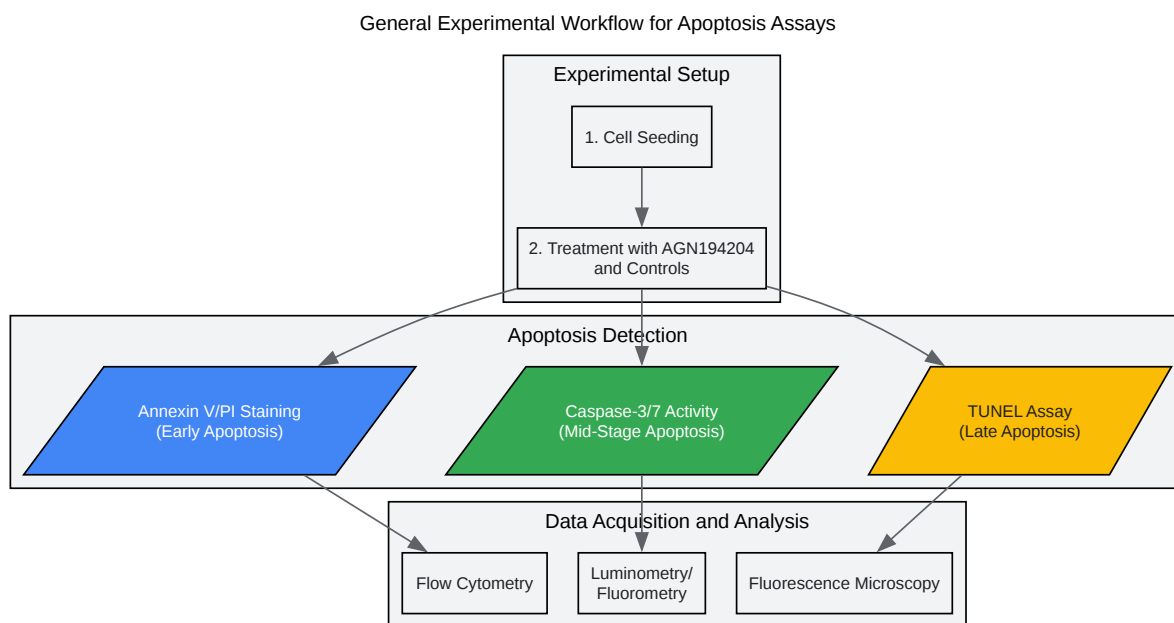 General Experimental Workflow for Apoptosis Assays
Experimental Setup
1. Cell Seeding
2. Treatment with AGN194204
and Controls
Apoptosis Detection
Annexin V/PI Staining
(Early Apoptosis)
Caspase-3/7 Activity
(Mid-Stage Apoptosis)
TUNEL Assay
(Late Apoptosis)
Data Acquisition and Analysis
Flow Cytometry
Luminometry/
Fluorometry
Fluorescence Microscopy